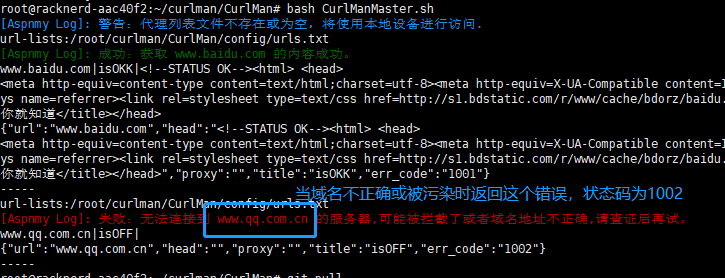 root@racknerd-aac40f2:~/curlman/CurlMan# bash CurlManMaster.sh
[Aspnmy Log]: 警告: 代理列表文件不存在或为空, 将使用本地设备进行访问.
url-lists:/root/curlman/CurlMan/config/urls.txt
[Aspnmy Log]: 成功: 获取 www.baidu.com 的内容成功。
www.baidu.com|isOKK|<!--STATUS OK--><html> <head>
<meta http-equiv=content-type content=text/html;charset=utf-8><meta http-equiv=X-UA-Compatible content=I
ys name=referrer><link rel=stylesheet type=text/css href=http://s1.bdstatic.com/r/www/cache/bdorz/baidu.
你就知道</title></head>
{"url":"www.baidu.com","head":"<!--STATUS OK--><html> <head>
<meta http-equiv=content-type content=text/html;charset=utf-8><meta http-equiv=X-UA-Compatible content=I
ys name=referrer><link rel=stylesheet type=text/css href=http://s1.bdstatic.com/r/www/cache/bdorz/baidu.
你就知道</title></head>","proxy":"","title":"isOKK","err_code":"1001"}
-----
当域名不正确或被污染时返回这个错误，状态码为1002
url-lists:/root/curlman/CurlMan/config/urls.txt
[Aspnmy Log]: 失败: 无法连接到 www.qq.com.cn 的服务器,可能被拦截了或者域名地址不正确,请查证后再试。
www.qq.com.cn|isOFF|
{"url":"www.qq.com.cn","head":"","proxy":"","title":"isOFF","err_code":"1002"}
-----
root@racknerd-aac40f2:~/curlman/CurlMan# git pull